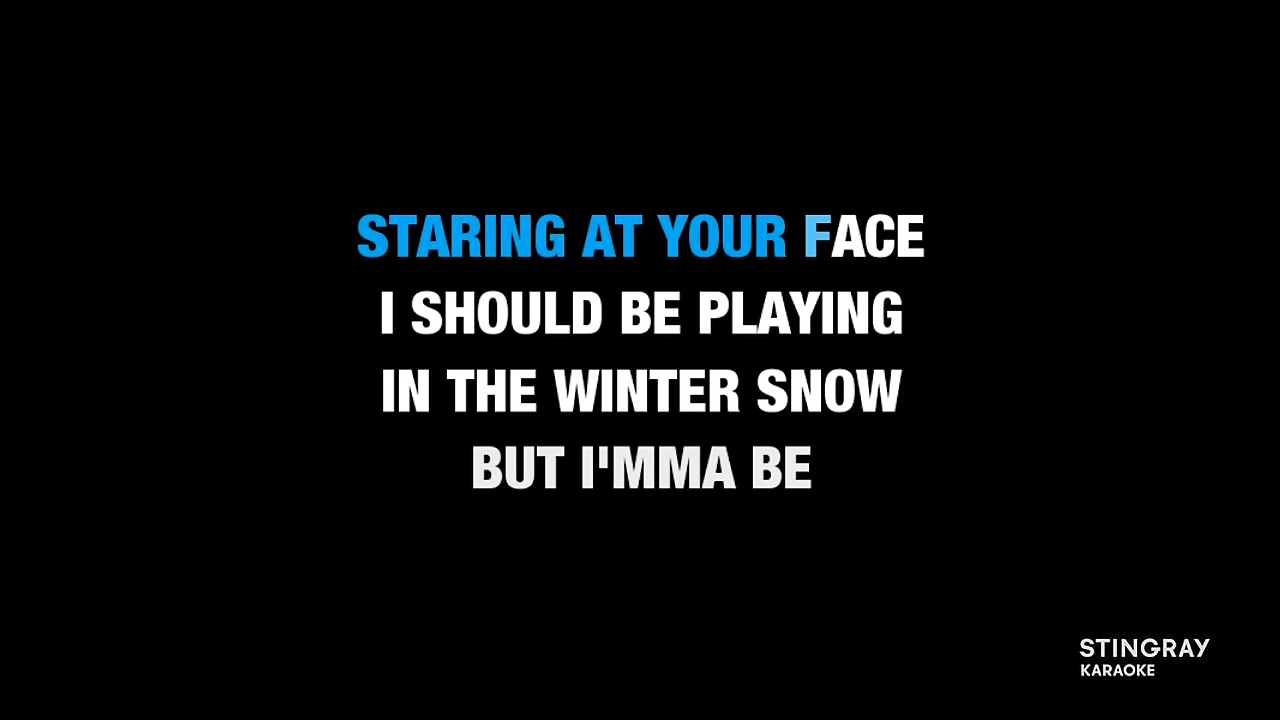 STARING AT YOUR FACE
I SHOULD BE PLAYING
IN THE WINTER SNOW
BUT I'MMA BE
STINGRAY
KARAOKE